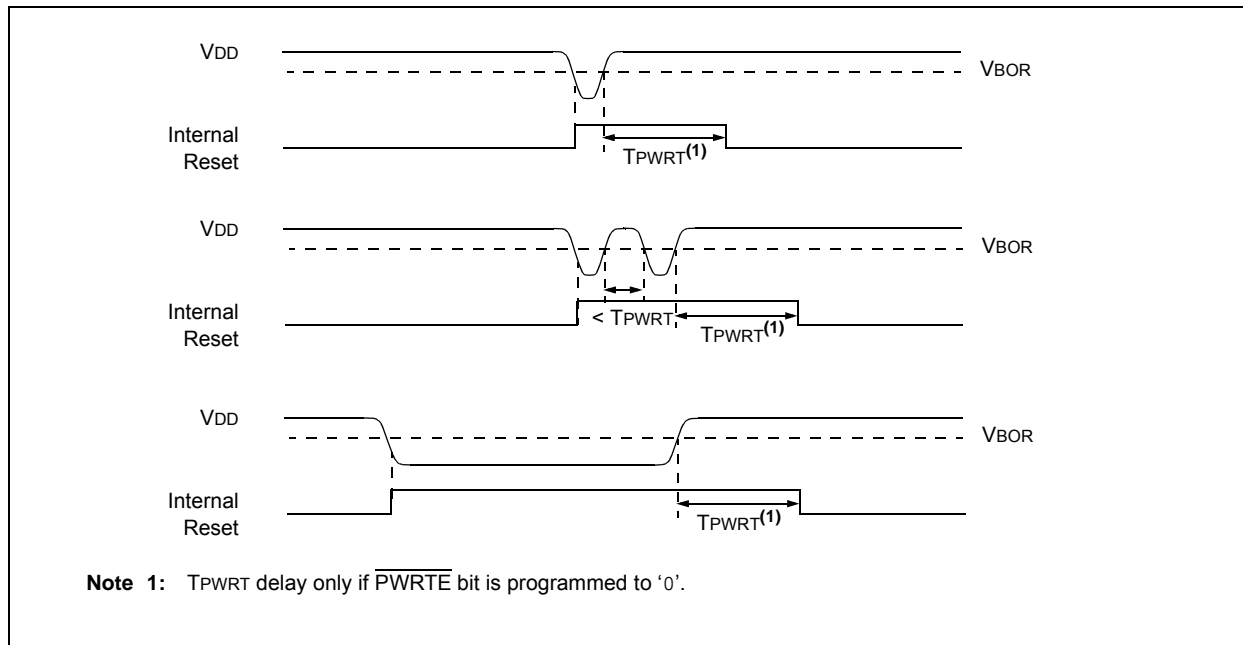 VDD
VBOR
Internal
Reset
TPWRT(1)
VDD
VBOR
Internal
Reset
< TPWRT
TPWRT(1)
VDD
VBOR
Internal
Reset
TPWRT(1)
Note 1: TPWRT delay only if PWRTE bit is programmed to ‘0’.